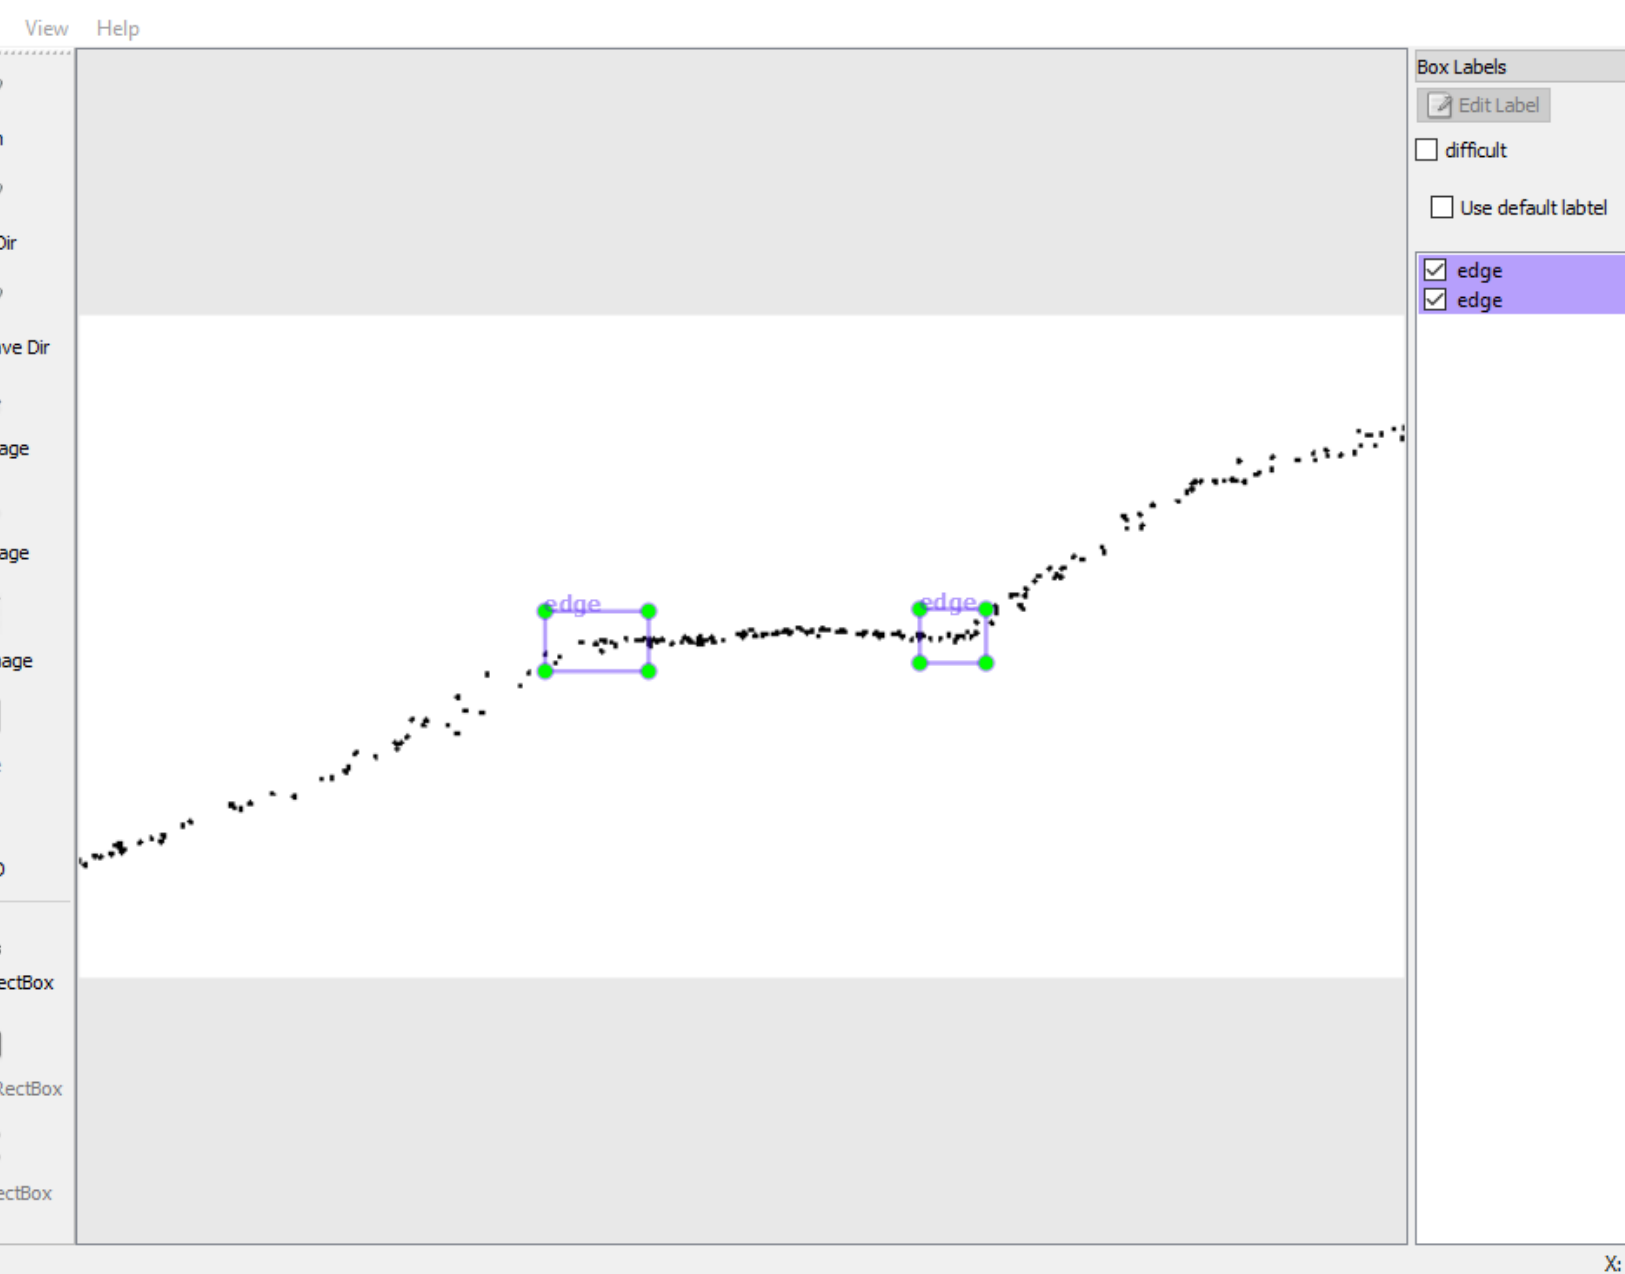 View Help
Box Labels
Edit Label
difficult
Dir
Use default labtel
edge
edge
ve Dir
age
age
edge
edge
age
ectBox
RectBox
ectBox
X: